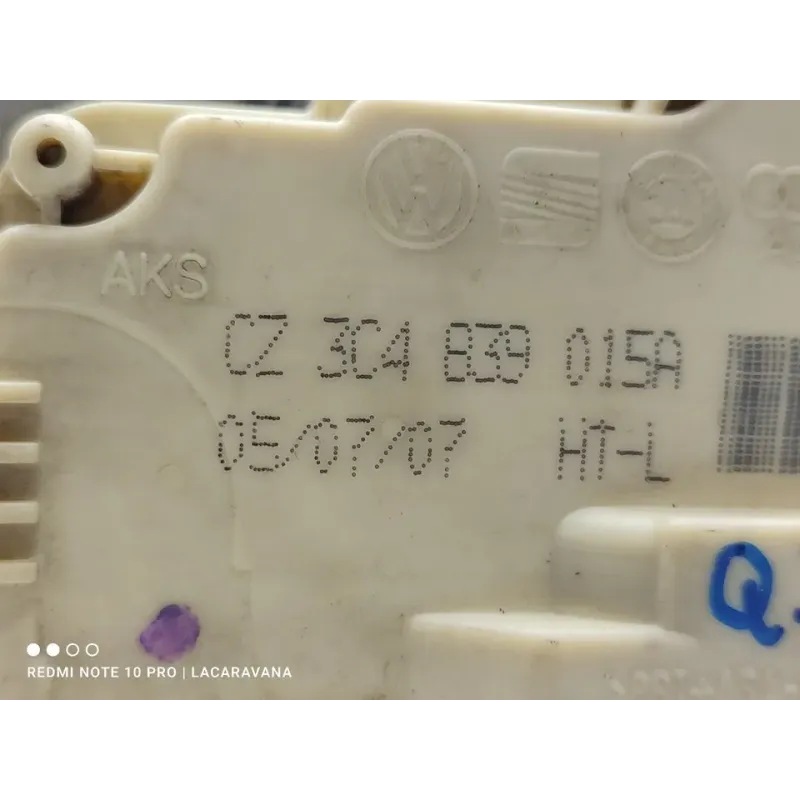 AKS
CZ 3C4 839 015A
05/07/07 HT-L
Q.
REDMI NOTE 10 PRO | LACARAVANA